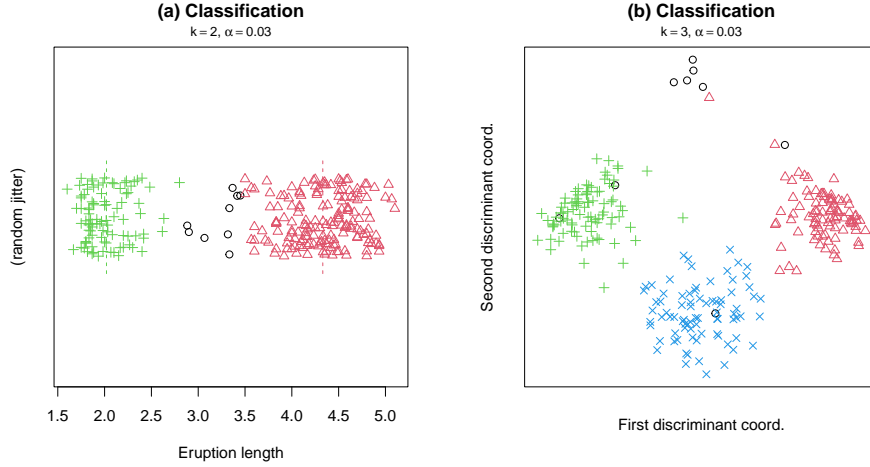 (a) Classification
k = 2, α = 0.03
(random jitter)
1.5 2.0 2.5 3.0 3.5 4.0 4.5 5.0
Eruption length
(b) Classification
k = 3, α = 0.03
Second discriminant coord.
First discriminant coord.